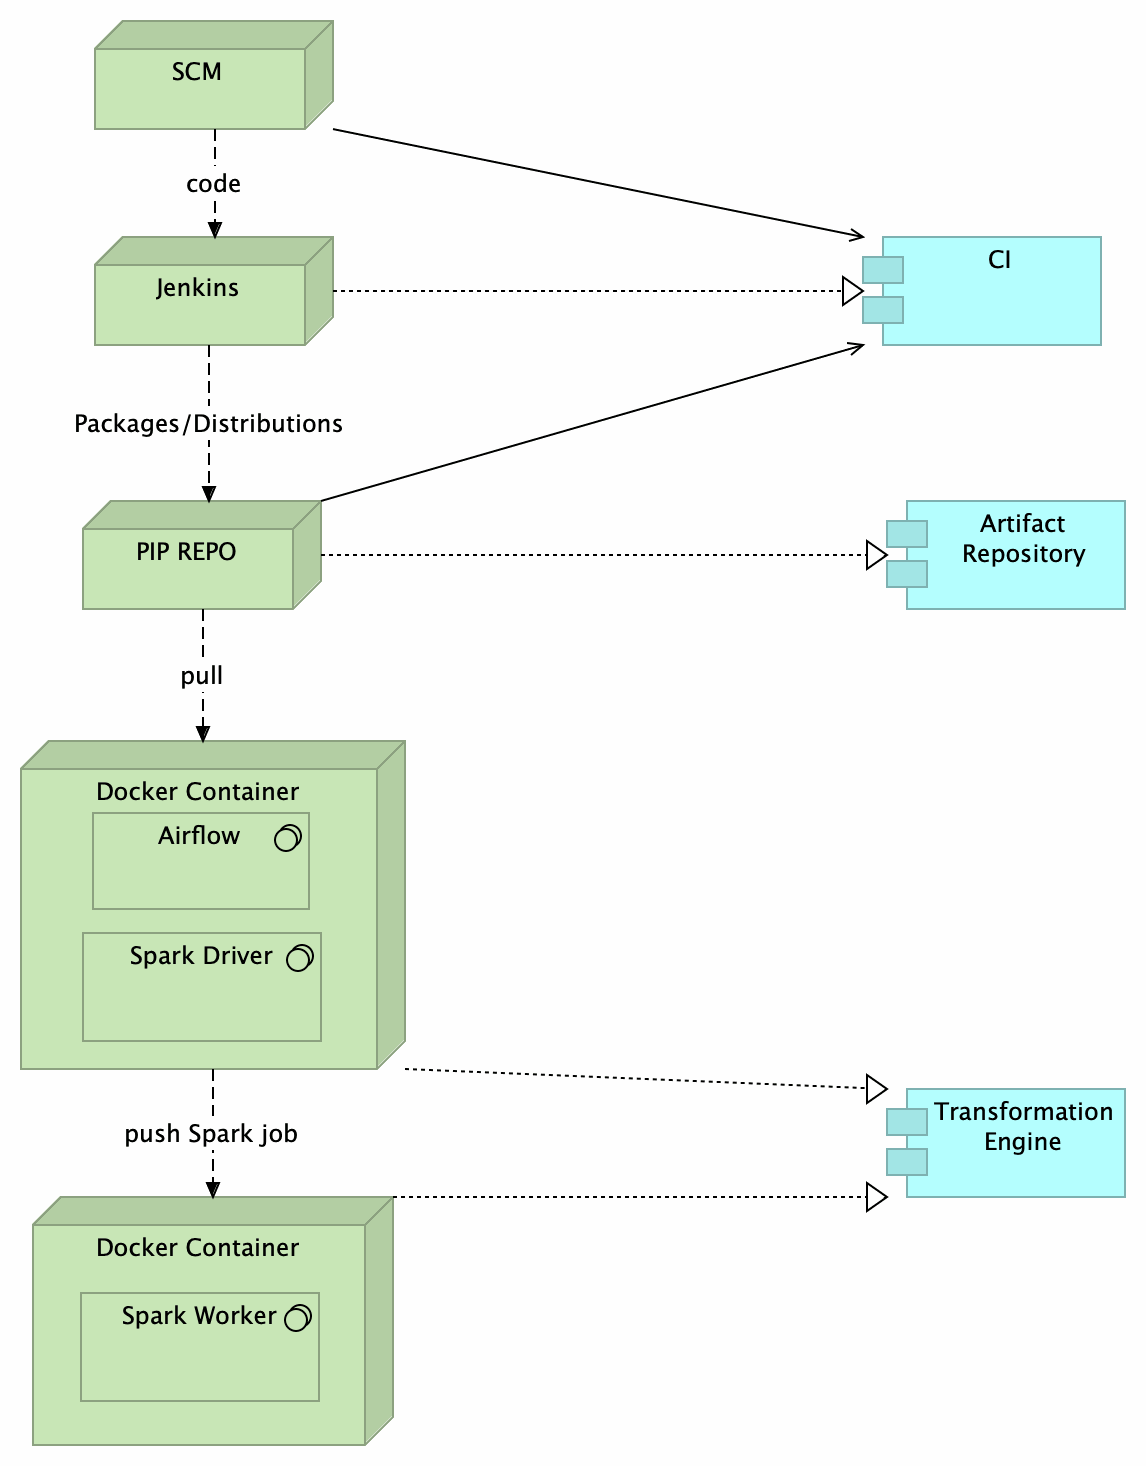 SCM
code
CI
Jenkins
Packages/Distributions
PIP REPO
Artifact
Repository
pull
Docker Container
Airflow
Spark Driver
Transformation
Engine
push Spark job
Docker Container
Spark Worker